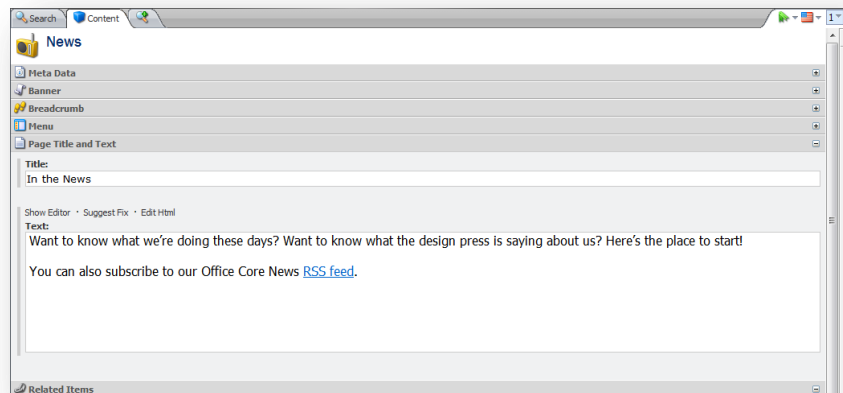 Search Content
1
News
Meta Data
Banner
Breadcrumb
Menu
Page Title and Text
Title:
In the News
Show Editor · Suggest Fix · Edit Html
Text:
Want to know what we're doing these days? Want to know what the design press is saying about us? Here's the place to start!
You can also subscribe to our Office Core News RSS feed.
Related Items